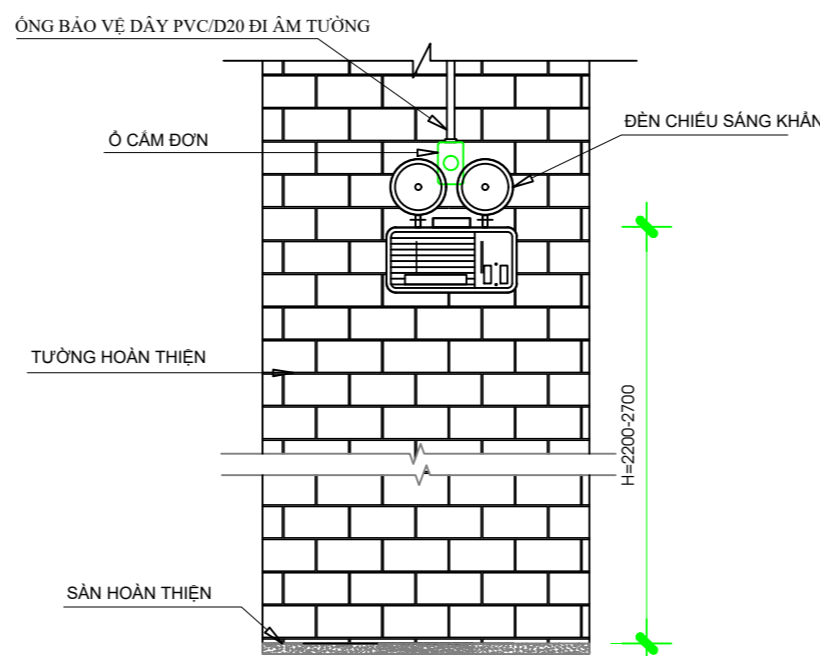 ỐNG BẢO VỆ DÂY PVC/D20 ĐI ÂM TƯỜNG
ĐÈN CHIẾU SÁNG KHẨN
Ổ CẮM ĐƠN
TƯỜNG HOÀN THIỆN
H=2200-2700
SÀN HOÀN THIỆN